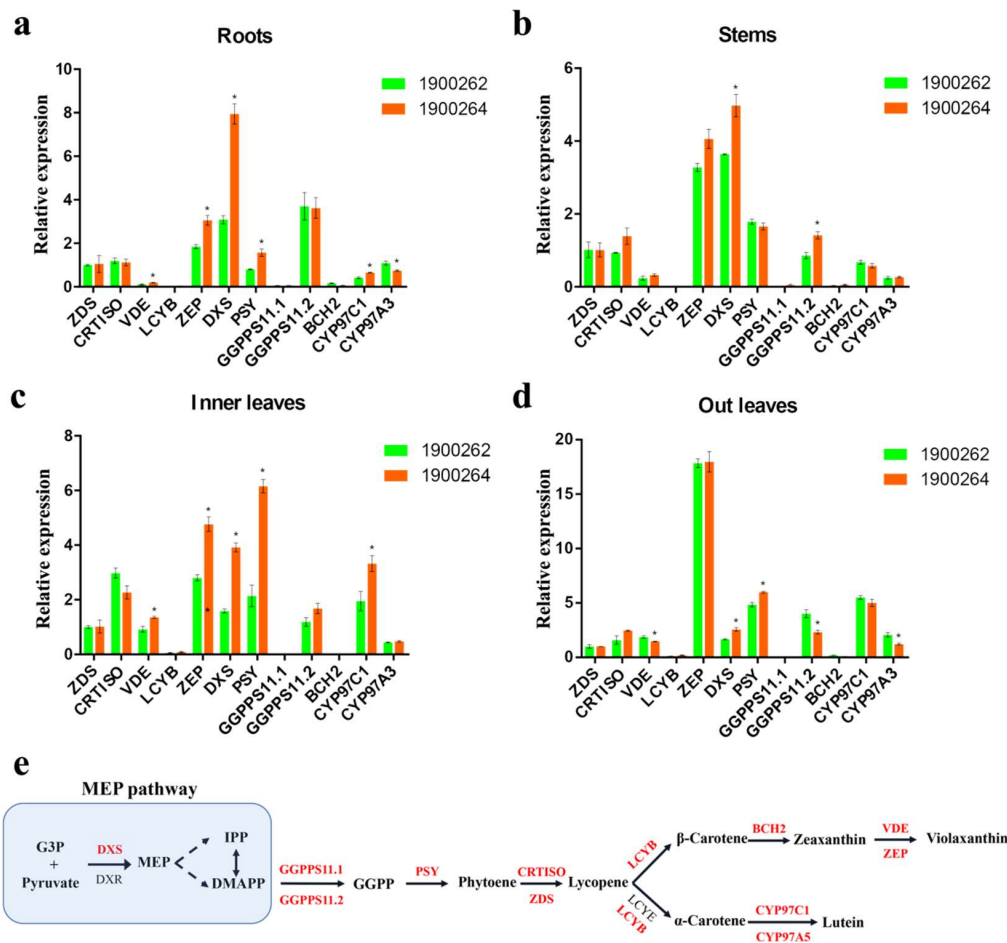 a
Roots
Relative expression
10
8
6
4
2
0
1900262
1900264
* * * * * *
ZDS
CRTISO
VDE
LCYB
ZEP
DXS
PSY
GGPPS11.1
GGPPS11.2
BCH2
CYP97C1
CYP97A3
b
Stems
Relative expression
6
4
2
0
1900262
1900264
* *
ZDS
CRTISO
VDE
LCYB
ZEP
DXS
PSY
GGPPS11.1
GGPPS11.2
BCH2
CYP97C1
CYP97A3
c
Inner leaves
Relative expression
8
6
4
2
0
1900262
1900264
* * * * * *
ZDS
CRTISO
VDE
LCYB
ZEP
DXS
PSY
GGPPS11.1
GGPPS11.2
BCH2
CYP97C1
CYP97A3
d
Out leaves
Relative expression
20
15
10
5
0
1900262
1900264
* * * * *
ZDS
CRTISO
VDE
LCYB
ZEP
DXS
PSY
GGPPS11.1
GGPPS11.2
BCH2
CYP97C1
CYP97A3
e
MEP pathway
G3P
+
Pyruvate
DXS
DXR
MEP
IPP
DMAPP
GGPPS11.1
GGPPS11.2
GGPP
PSY
Phytoene
CRTISO
ZDS
Lycopene
LCYB
β-Carotene
BCH2
Zeaxanthin
VDE
ZEP
Violaxanthin
LCYE
LCYB
α-Carotene
CYP97C1
CYP97A5
Lutein